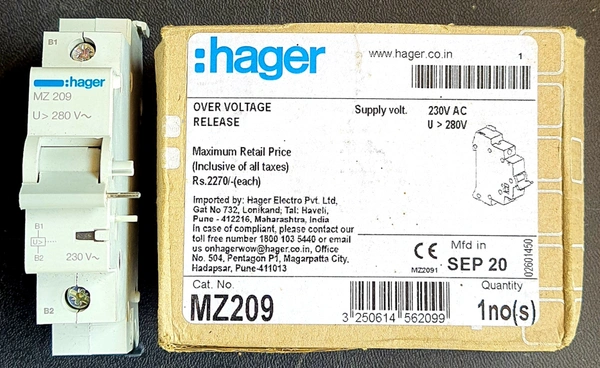 B1
:hager
MZ 209
U> 280 V~
B1
U>
B2
230 V~
B2
:hager
www.hager.co.in
1
OVER VOLTAGE
RELEASE
Supply volt.
230V AC
U > 280V
Maximum Retail Price
(Inclusive of all taxes)
Rs.2270/-(each)
Imported by: Hager Electro Pvt. Ltd,
Gat No 732, Lonikand, Tal: Haveli,
Pune - 412216, Maharashtra, India
In case of compliant, please contact our
toll free number 1800 103 5440 or email
us onhagerwow@hager.co.in, Office
No. 504, Pentagon P1, Magarpatta City,
Hadapsar, Pune-411013
CE
MZ2091
Mfd in
SEP 20
02601450
Cat. No.
MZ209
3 250614 562099
Quantity
1no(s)